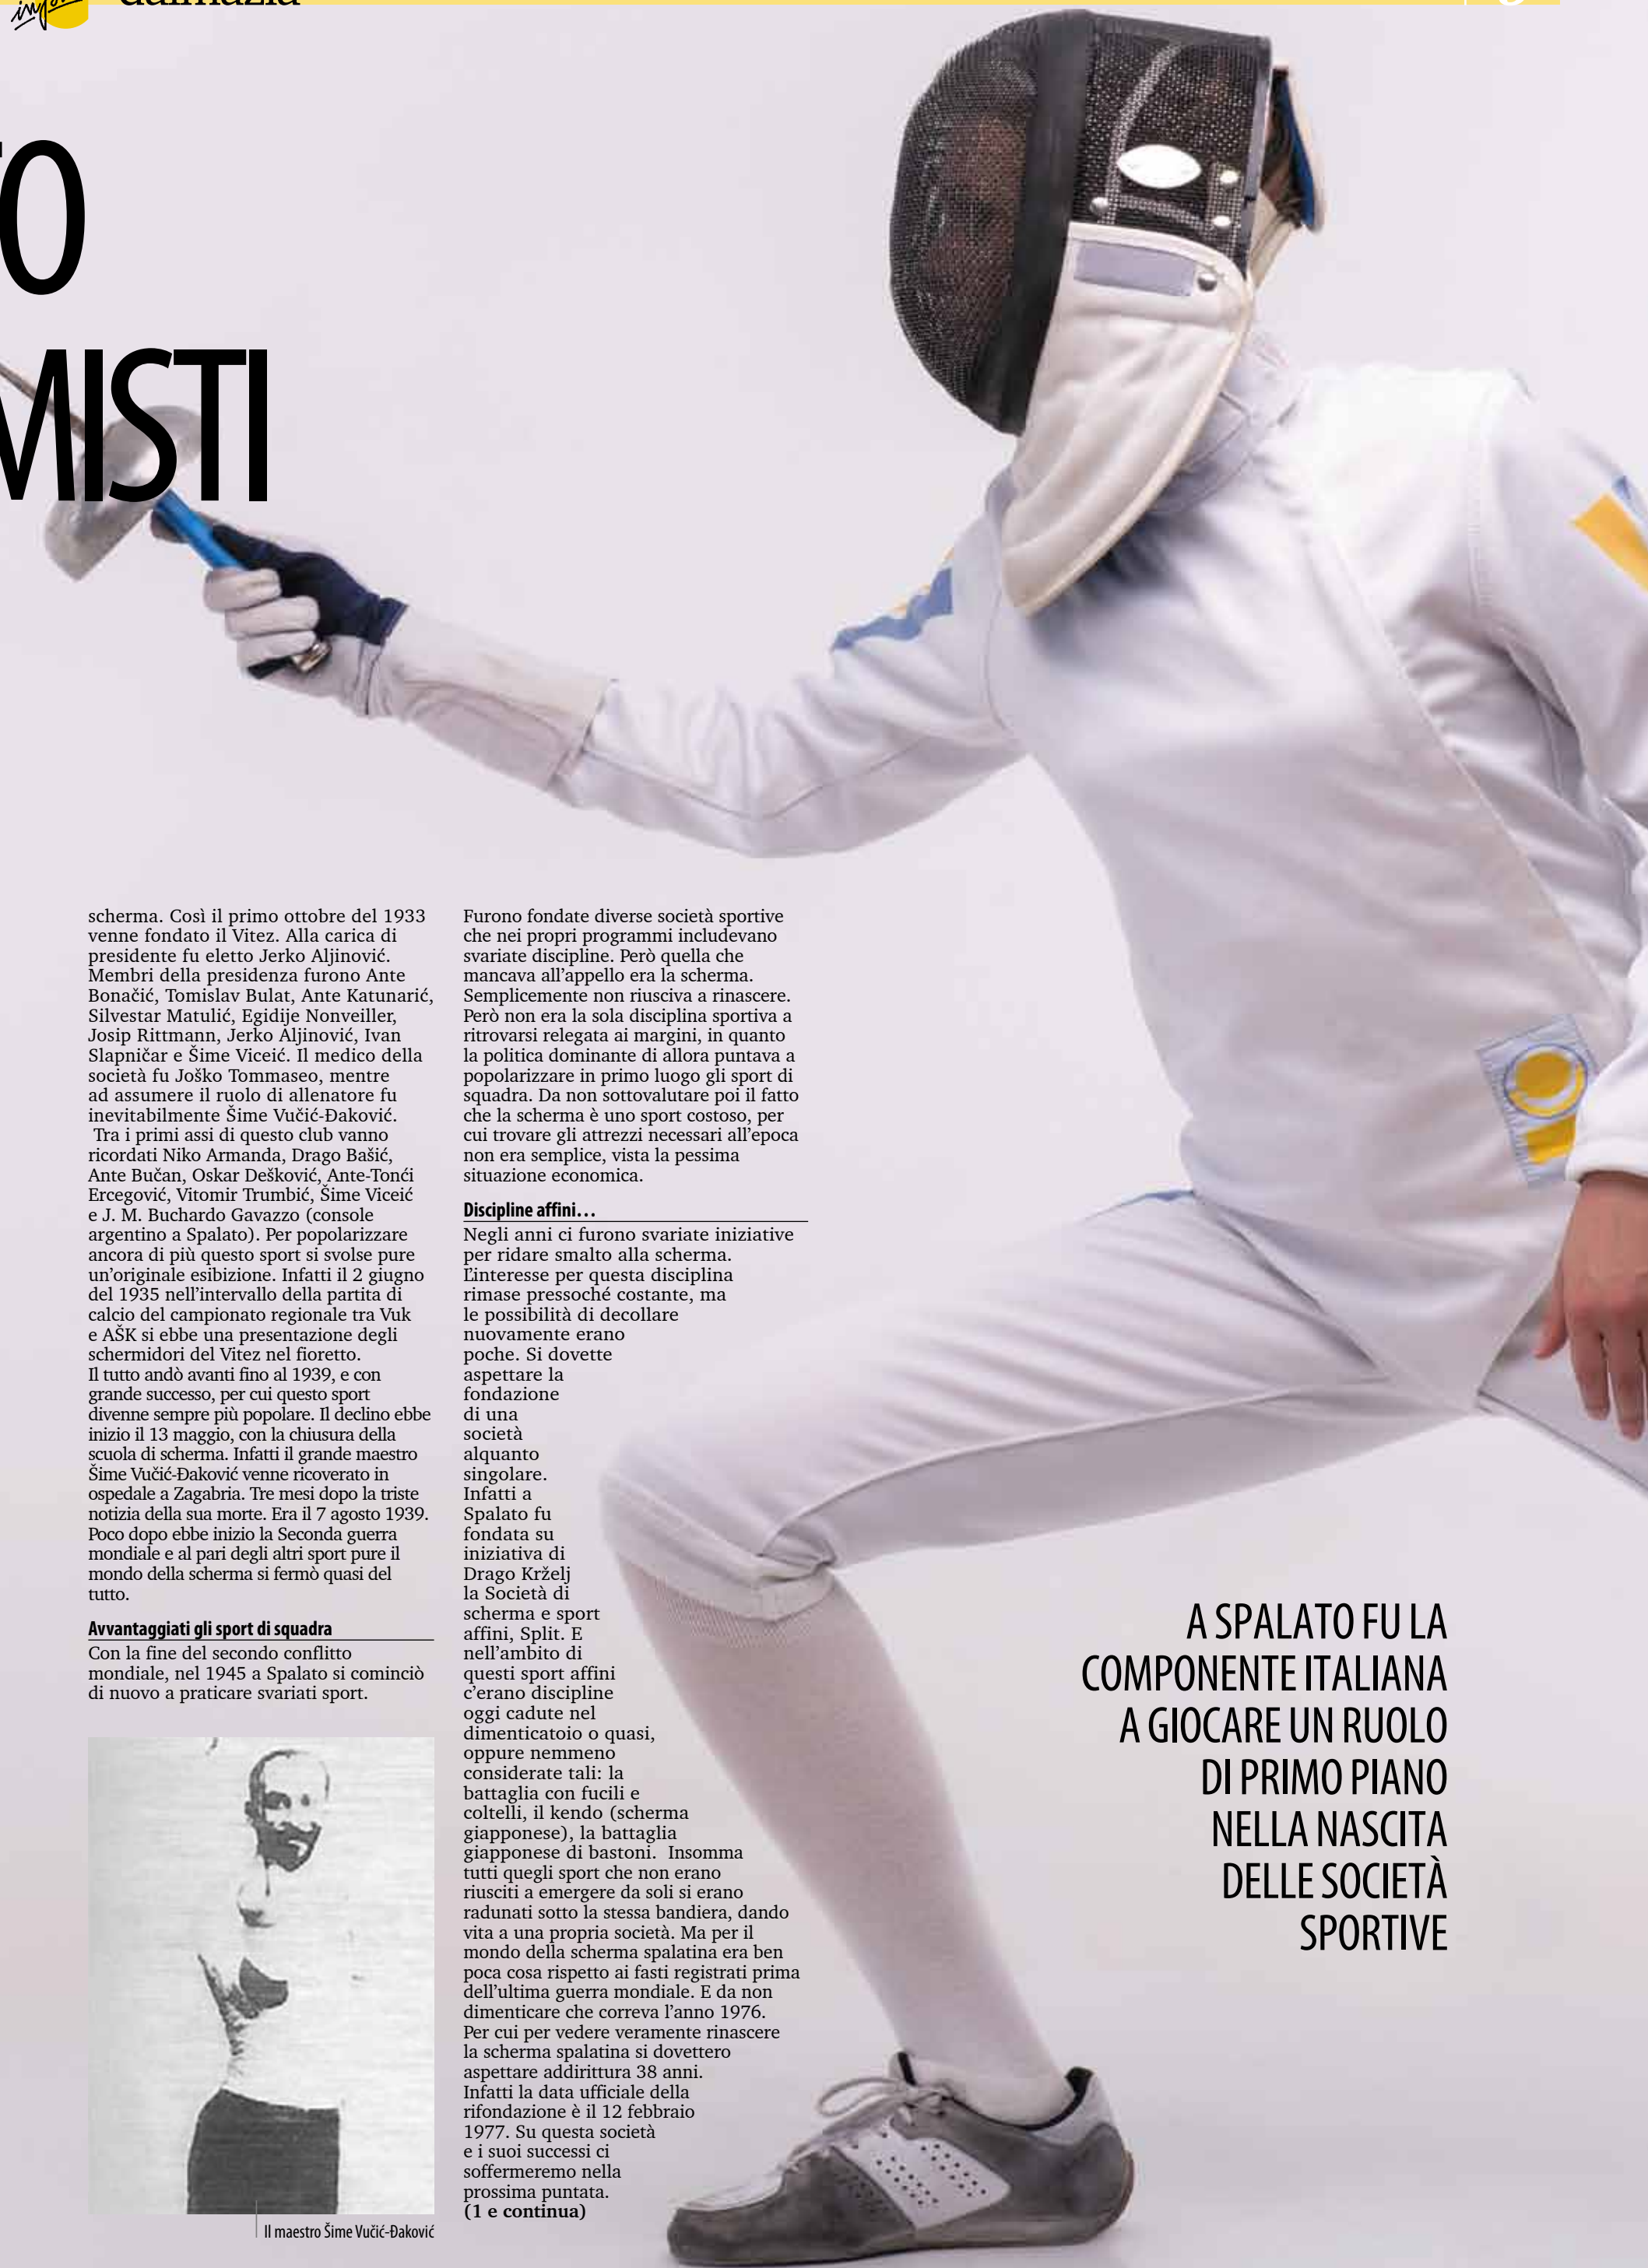 TO
MISTI
scherma. Così il primo ottobre del 1933
venne fondato il Vitez. Alla carica di
presidente fu eletto Jerko Aljinović.
Membri della presidenza furono Ante
Bonačić, Tomislav Bulat, Ante Katunarić,
Silvestar Matulić, Egidije Nonveiller,
Josip Rittmann, Jerko Aljinović, Ivan
Slapničar e Šime Viceić. Il medico della
società fu Joško Tommaseo, mentre
ad assumere il ruolo di allenatore fu
inevitabilmente Šime Vučić-Đaković.
Tra i primi assi di questo club vanno
ricordati Niko Armanda, Drago Bašić,
Ante Bučan, Oskar Dešković, Ante-Tonći
Ercegović, Vitomir Trumbić, Šime Viceić
e J. M. Buchardo Gavazzo (console
argentino a Spalato). Per popolarizzare
ancora di più questo sport si svolse pure
un'originale esibizione. Infatti il 2 giugno
del 1935 nell'intervallo della partita di
calcio del campionato regionale tra Vuk
e AŠK si ebbe una presentazione degli
schermidori del Vitez nel fioretto.
Il tutto andò avanti fino al 1939, e con
grande successo, per cui questo sport
divenne sempre più popolare. Il declino ebbe
inizio il 13 maggio, con la chiusura della
scuola di scherma. Infatti il grande maestro
Šime Vučić-Đaković venne ricoverato in
ospedale a Zagabria. Tre mesi dopo la triste
notizia della sua morte. Era il 7 agosto 1939.
Poco dopo ebbe inizio la Seconda guerra
mondiale e al pari degli altri sport pure il
mondo della scherma si fermò quasi del
tutto.
Avvantaggiati gli sport di squadra
Con la fine del secondo conflitto
mondiale, nel 1945 a Spalato si cominciò
di nuovo a praticare svariati sport.
Il maestro Šime Vučić-Đaković
Furono fondate diverse società sportive
che nei propri programmi includevano
svariate discipline. Però quella che
mancava all'appello era la scherma.
Semplicemente non riusciva a rinascere.
Però non era la sola disciplina sportiva a
ritrovarsi relegata ai margini, in quanto
la politica dominante di allora puntava a
popolarizzare in primo luogo gli sport di
squadra. Da non sottovalutare poi il fatto
che la scherma è uno sport costoso, per
cui trovare gli attrezzi necessari all'epoca
non era semplice, vista la pessima
situazione economica.
Discipline affini…
Negli anni ci furono svariate iniziative
per ridare smalto alla scherma.
L'interesse per questa disciplina
rimase pressoché costante, ma
le possibilità di decollare
nuovamente erano
poche. Si dovette
aspettare la
fondazione
di una
società
alquanto
singolare.
Infatti a
Spalato fu
fondata su
iniziativa di
Drago Krželj
la Società di
scherma e sport
affini, Split. E
nell'ambito di
questi sport affini
c'erano discipline
oggi cadute nel
dimenticatoio o quasi,
oppure nemmeno
considerate tali: la
battaglia con fucili e
coltelli, il kendo (scherma
giapponese), la battaglia
giapponese di bastoni. Insomma
tutti quegli sport che non erano
riusciti a emergere da soli si erano
radunati sotto la stessa bandiera, dando
vita a una propria società. Ma per il
mondo della scherma spalatina era ben
poca cosa rispetto ai fasti registrati prima
dell'ultima guerra mondiale. E da non
dimenticare che correva l'anno 1976.
Per cui per vedere veramente rinascere
la scherma spalatina si dovettero
aspettare addirittura 38 anni.
Infatti la data ufficiale della
rifondazione è il 12 febbraio
1977. Su questa società
e i suoi successi ci
soffermeremo nella
prossima puntata.
(1 e continua)
A SPALATO FU LA
COMPONENTE ITALIANA
A GIOCARE UN RUOLO
DI PRIMO PIANO
NELLA NASCITA
DELLE SOCIETÀ
SPORTIVE